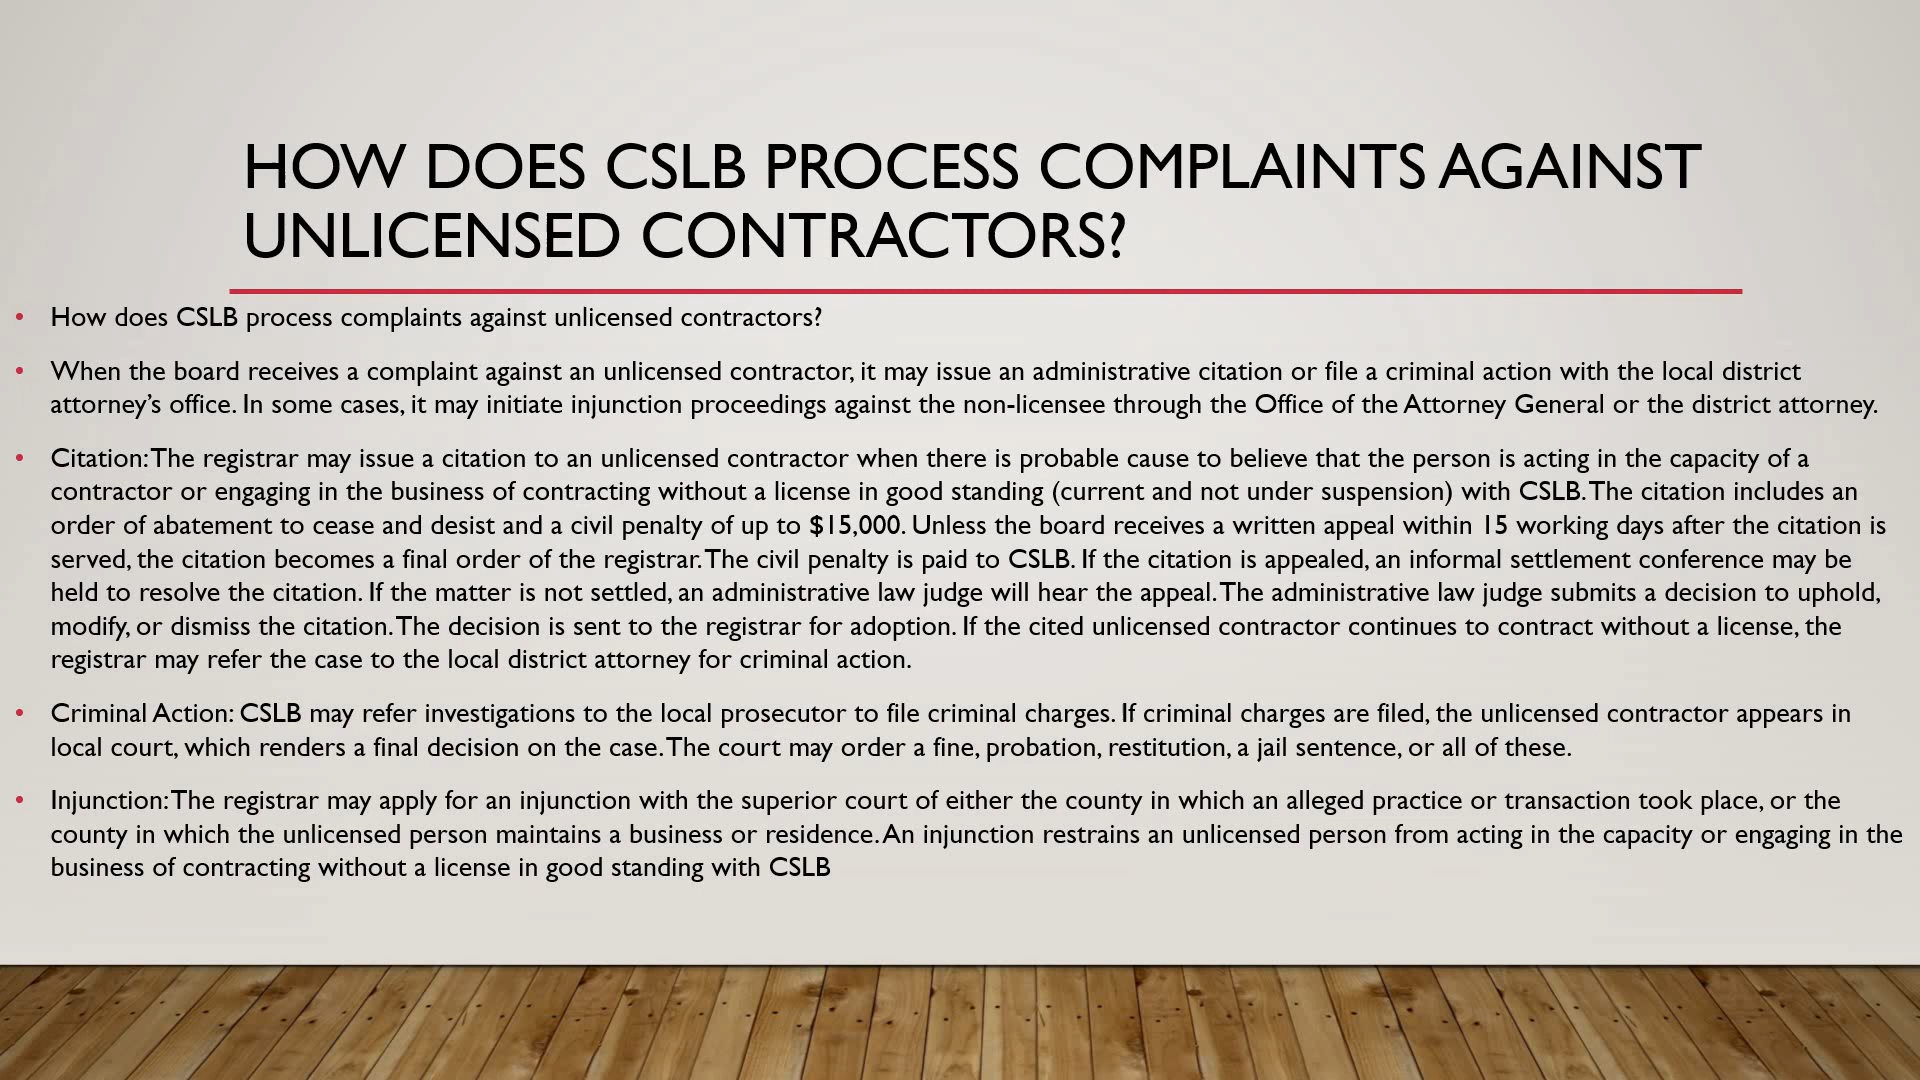 HOW DOES CSLB PROCESS COMPLAINTS AGAINST
UNLICENSED CONTRACTORS?
• How does CSLB process complaints against unlicensed contractors?
• When the board receives a complaint against an unlicensed contractor, it may issue an administrative citation or file a criminal action with the local district
attorney’s office. In some cases, it may initiate injunction proceedings against the non-licensee through the Office of the Attorney General or the district attorney.
• Citation: The registrar may issue a citation to an unlicensed contractor when there is probable cause to believe that the person is acting in the capacity of a
contractor or engaging in the business of contracting without a license in good standing (current and not under suspension) with CSLB. The citation includes an
order of abatement to cease and desist and a civil penalty of up to $15,000. Unless the board receives a written appeal within 15 working days after the citation is
served, the citation becomes a final order of the registrar. The civil penalty is paid to CSLB. If the citation is appealed, an informal settlement conference may be
held to resolve the citation. If the matter is not settled, an administrative law judge will hear the appeal. The administrative law judge submits a decision to uphold,
modify, or dismiss the citation. The decision is sent to the registrar for adoption. If the cited unlicensed contractor continues to contract without a license, the
registrar may refer the case to the local district attorney for criminal action.
• Criminal Action: CSLB may refer investigations to the local prosecutor to file criminal charges. If criminal charges are filed, the unlicensed contractor appears in
local court, which renders a final decision on the case. The court may order a fine, probation, restitution, a jail sentence, or all of these.
• Injunction: The registrar may apply for an injunction with the superior court of either the county in which an alleged practice or transaction took place, or the
county in which the unlicensed person maintains a business or residence. An injunction restrains an unlicensed person from acting in the capacity or engaging in the
business of contracting without a license in good standing with CSLB